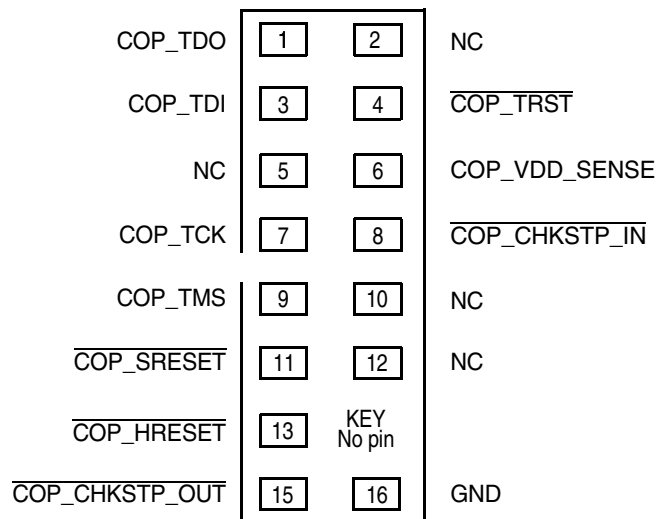 COP_TDO 1 2 NC
COP_TDI 3 4 COP_TRST
NC 5 6 COP_VDD_SENSE
COP_TCK 7 8 COP_CHKSTP_IN
COP_TMS 9 10 NC
COP_SRESET 11 12 NC
COP_HRESET 13 KEY
No pin
COP_CHKSTP_OUT 15 16 GND